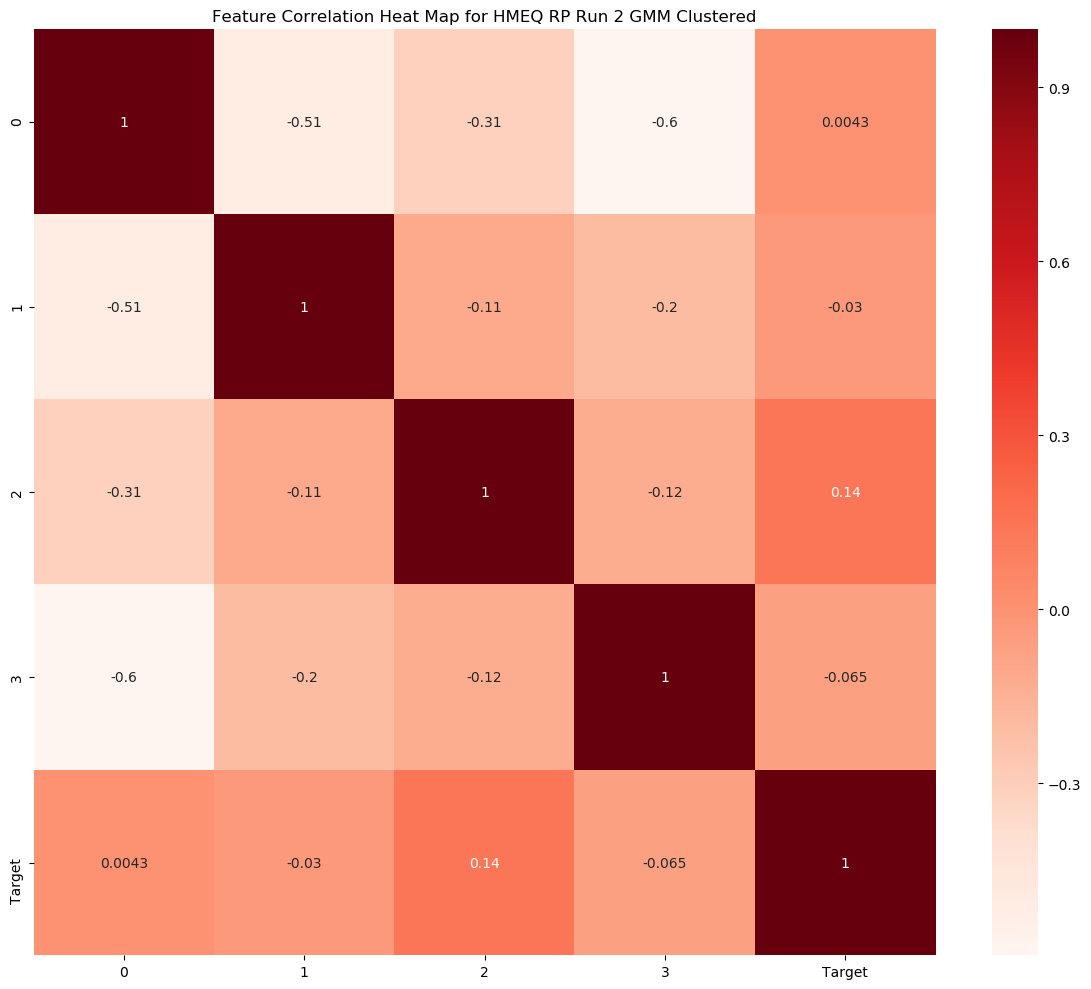 Feature Correlation Heat Map for HMEQ RP Run 2 GMM Clustered
0 1 -0.51 -0.31 -0.6 0.0043
1 -0.51 1 -0.11 -0.2 -0.03
2 -0.31 -0.11 1 -0.12 0.14
3 -0.6 -0.2 -0.12 1 -0.065
Target 0.0043 -0.03 0.14 -0.065 1
0 1 2 3 Target
0.9
0.6
0.3
0.0
−0.3